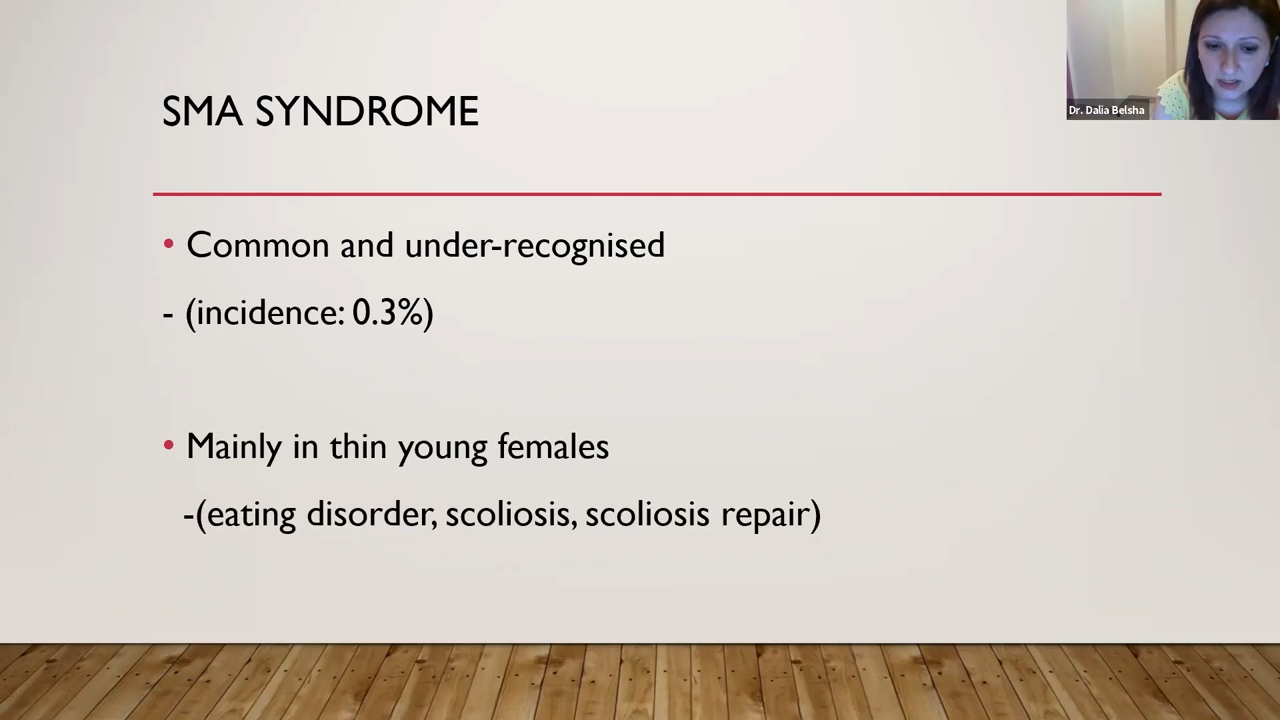 SMA SYNDROME
Dr. Dalia Belsha
• Common and under-recognised
- (incidence: 0.3%)
• Mainly in thin young females
-(eating disorder, scoliosis, scoliosis repair)